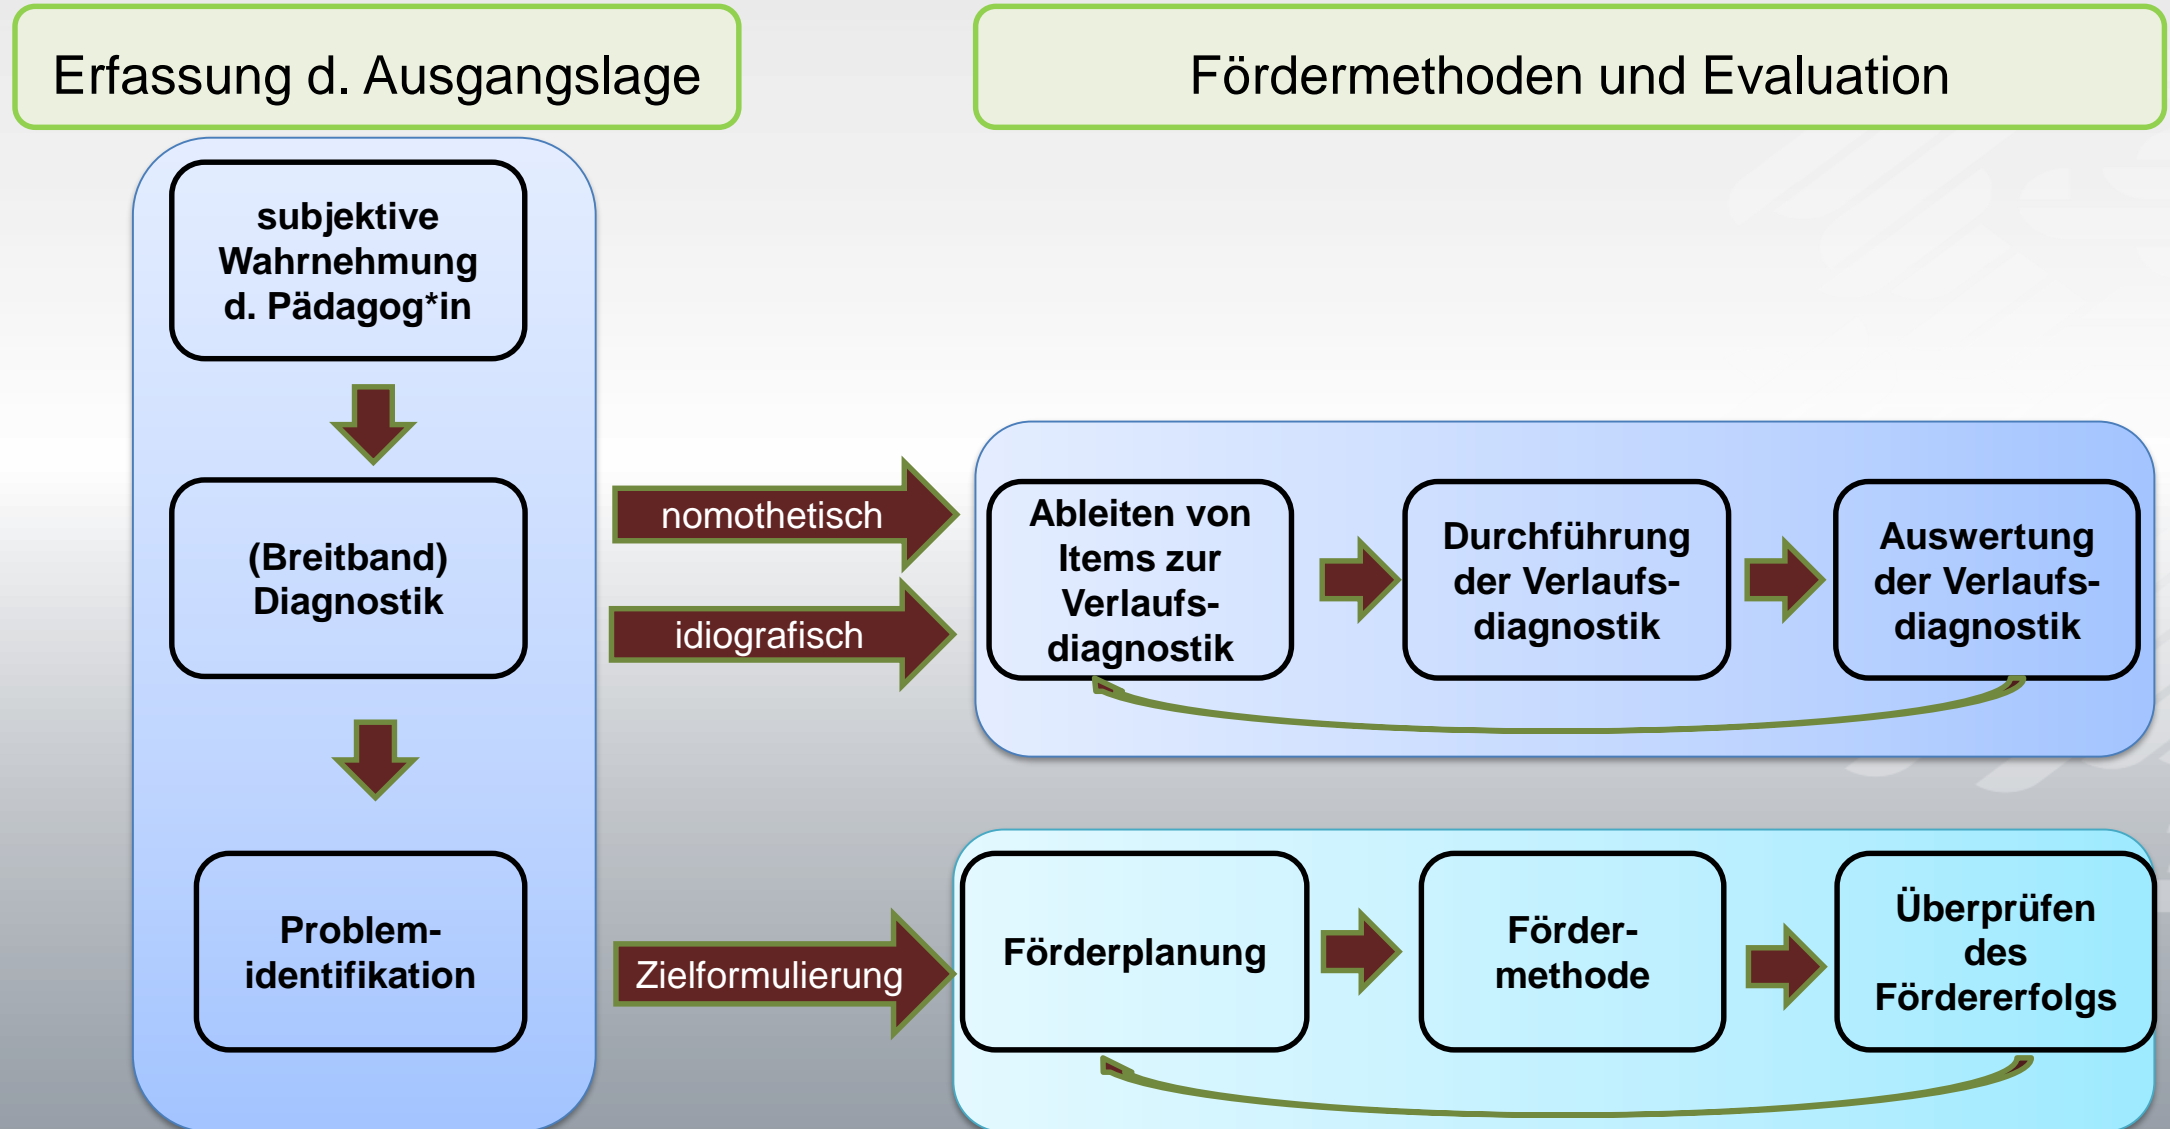 Erfassung d. Ausgangslage
Fördermethoden und Evaluation
subjektive
Wahrnehmung
d. Pädagog*in
(Breitband)
Diagnostik
Problem-
identifikation
nomothetisch
idiografisch
Zielformulierung
Ableiten von
Items zur
Verlaufs-
diagnostik
Durchführung
der Verlaufs-
diagnostik
Auswertung
der Verlaufs-
diagnostik
Förderplanung
Förder-
methode
Überprüfen
des
Fördererfolgs